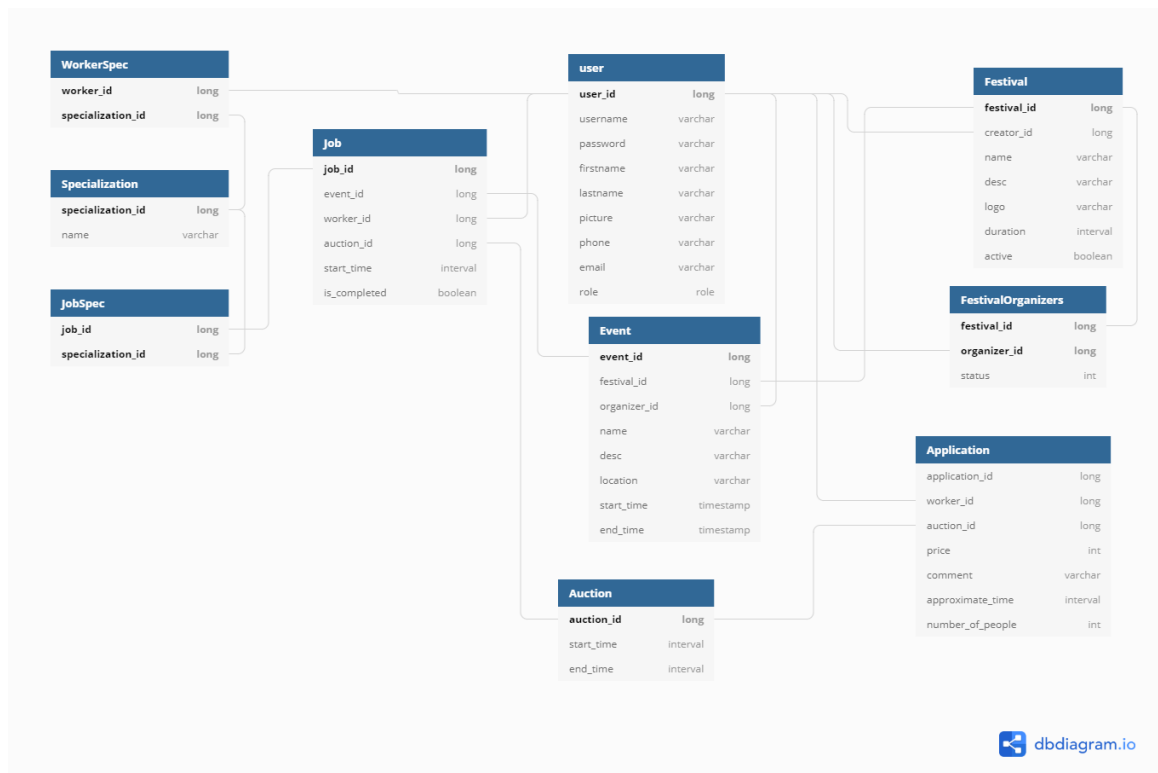 WorkerSpec
worker_id long
specialization_id long
Specialization
specialization_id long
name varchar
JobSpec
job_id long
specialization_id long
Job
job_id long
event_id long
worker_id long
auction_id long
start_time interval
is_completed boolean
user
user_id long
username varchar
password varchar
firstname varchar
lastname varchar
picture varchar
phone varchar
email varchar
role role
Event
event_id long
festival_id long
organizer_id long
name varchar
desc varchar
location varchar
start_time timestamp
end_time timestamp
Auction
auction_id long
start_time interval
end_time interval
Festival
festival_id long
creator_id long
name varchar
desc varchar
logo varchar
duration interval
active boolean
FestivalOrganizers
festival_id long
organizer_id long
status int
Application
application_id long
worker_id long
auction_id long
price int
comment varchar
approximate_time interval
number_of_people int
dbdiagram.io